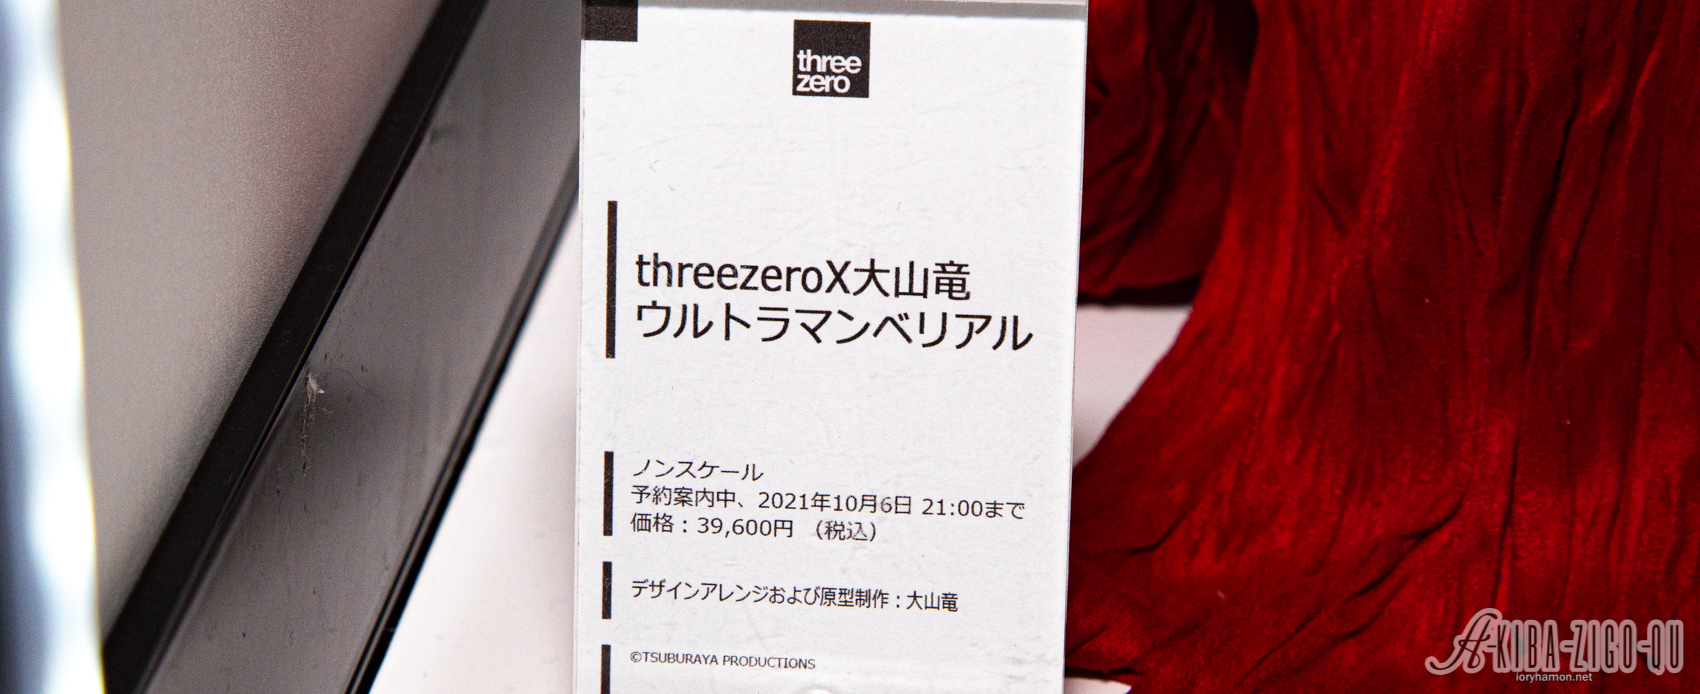 three
zero
threezeroX大山竜
ウルトラマンベリアル
ノンスケール
予約案内中、2021年10月6日 21:00まで
価格：39,600円 （税込）
デザインアレンジおよび原型制作：大山竜
©TSUBURAYA PRODUCTIONS
AKIBA-ZIGO-QU
loryhamon.net